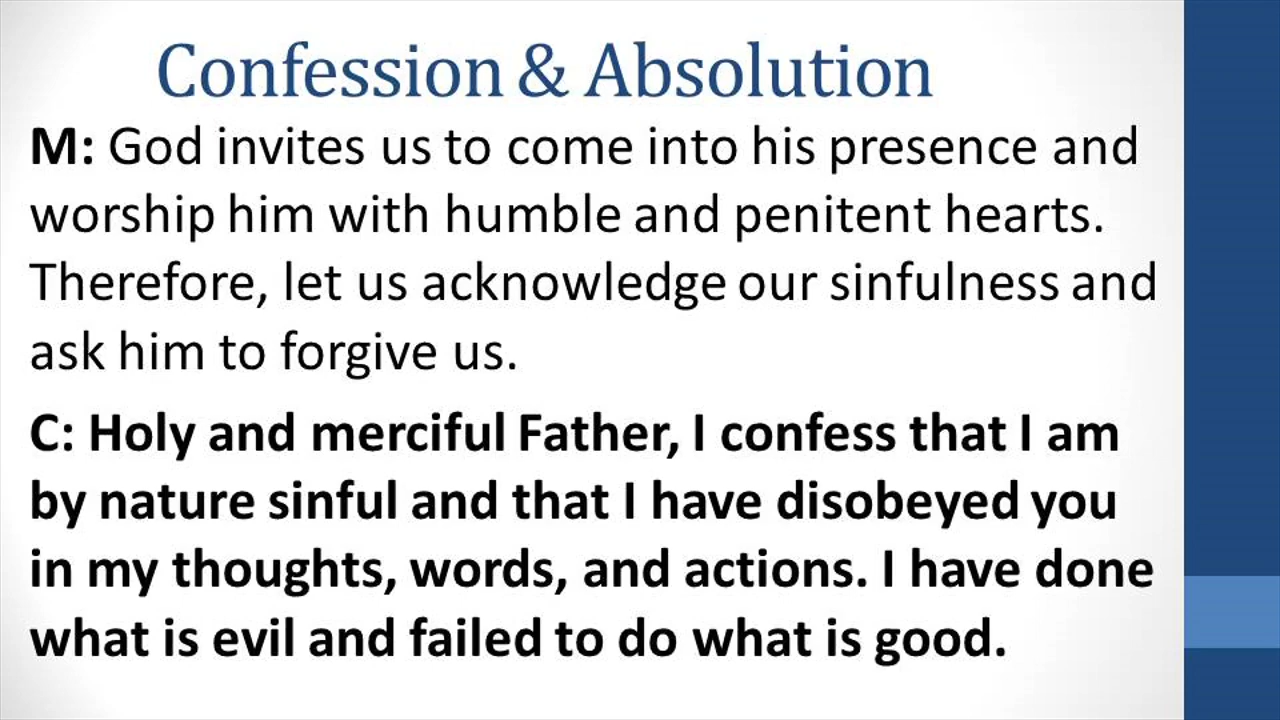 Confession & Absolution
M: God invites us to come into his presence and
worship him with humble and penitent hearts.
Therefore, let us acknowledge our sinfulness and
ask him to forgive us.
C: Holy and merciful Father, I confess that I am
by nature sinful and that I have disobeyed you
in my thoughts, words, and actions. I have done
what is evil and failed to do what is good.